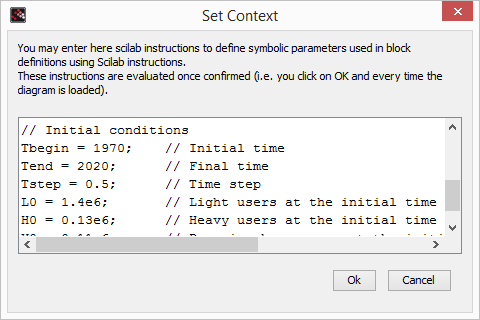 Set Context
You may enter here scilab instructions to define symbolic parameters used in block
definitions using Scilab instructions.
These instructions are evaluated once confirmed (i.e. you click on OK and every time the
diagram is loaded).
// Initial conditions
Tbegin = 1970; // Initial time
Tend = 2020; // Final time
Tstep = 0.5; // Time step
L0 = 1.4e6; // Light users at the initial time
H0 = 0.13e6; // Heavy users at the initial time
Ok Cancel